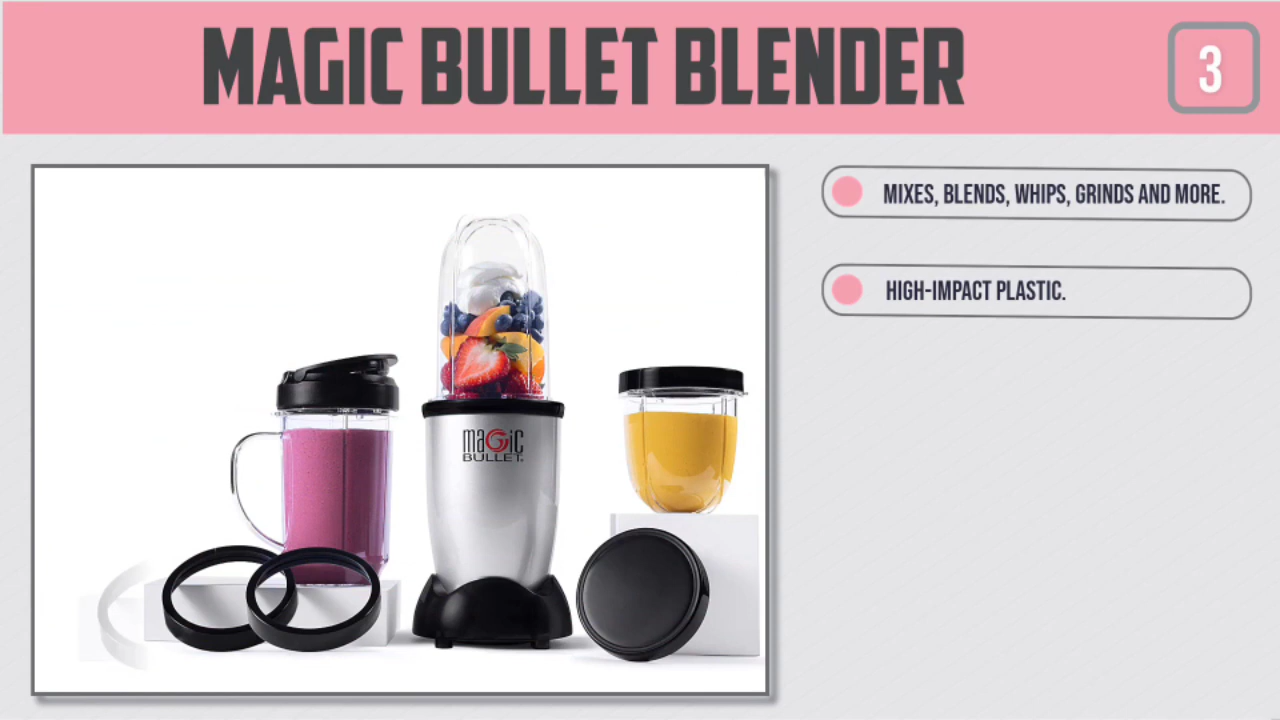 MAGIC BULLET BLENDER
3
MIXES, BLENDS, WHIPS, GRINDS AND MORE.
HIGH-IMPACT PLASTIC.
magic
BULLET